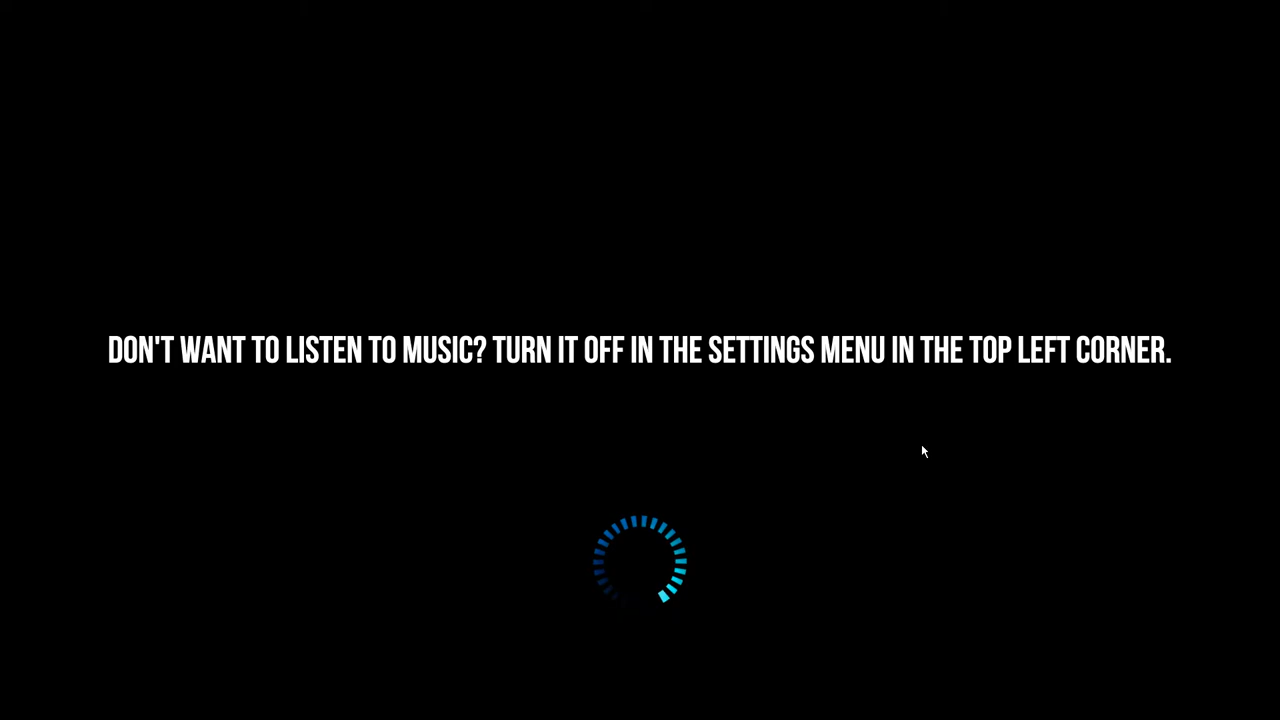 DON'T WANT TO LISTEN TO MUSIC? TURN IT OFF IN THE SETTINGS MENU IN THE TOP LEFT CORNER.